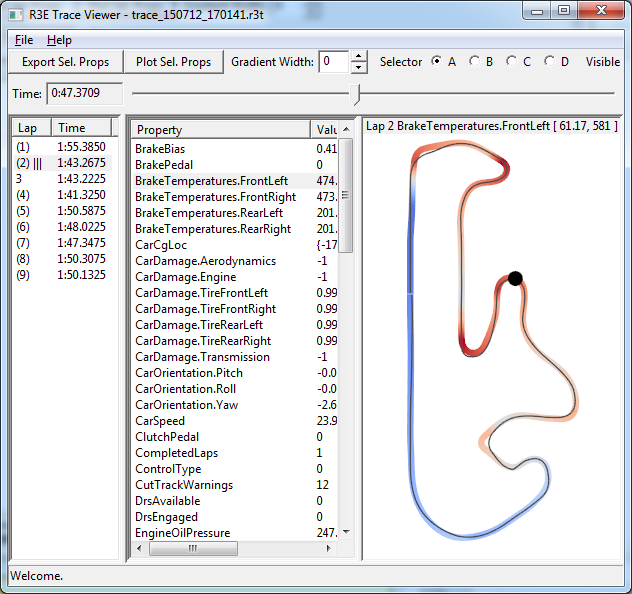 R3E Trace Viewer - trace_150712_170141.r3t
File Help
Export Sel. Props Plot Sel. Props Gradient Width: 0 Selector A B C D Visible
Time: 0:47.3709
Lap Time
(1) 1:55.3850
(2) ||| 1:43.2675
3 1:43.2225
(4) 1:41.3250
(5) 1:50.5875
(6) 1:48.0225
(7) 1:47.3475
(8) 1:50.3075
(9) 1:50.1325
Property Valu
BrakeBias 0.41
BrakePedal 0
BrakeTemperatures.FrontLeft 474.
BrakeTemperatures.FrontRight 473.
BrakeTemperatures.RearLeft 201.
BrakeTemperatures.RearRight 201.
CarCgLoc {-17
CarDamage.Aerodynamics -1
CarDamage.Engine -1
CarDamage.TireFrontLeft 0.99
CarDamage.TireFrontRight 0.99
CarDamage.TireRearLeft 0.99
CarDamage.TireRearRight 0.99
CarDamage.Transmission -1
CarOrientation.Pitch -0.0
CarOrientation.Roll -0.0
CarOrientation.Yaw -2.6
CarSpeed 23.9
ClutchPedal 0
CompletedLaps 1
ControlType 0
CutTrackWarnings 12
DrsAvailable 0
DrsEngaged 0
EngineOilPressure 247.
Lap 2 BrakeTemperatures.FrontLeft [ 61.17, 581 ]
Welcome.